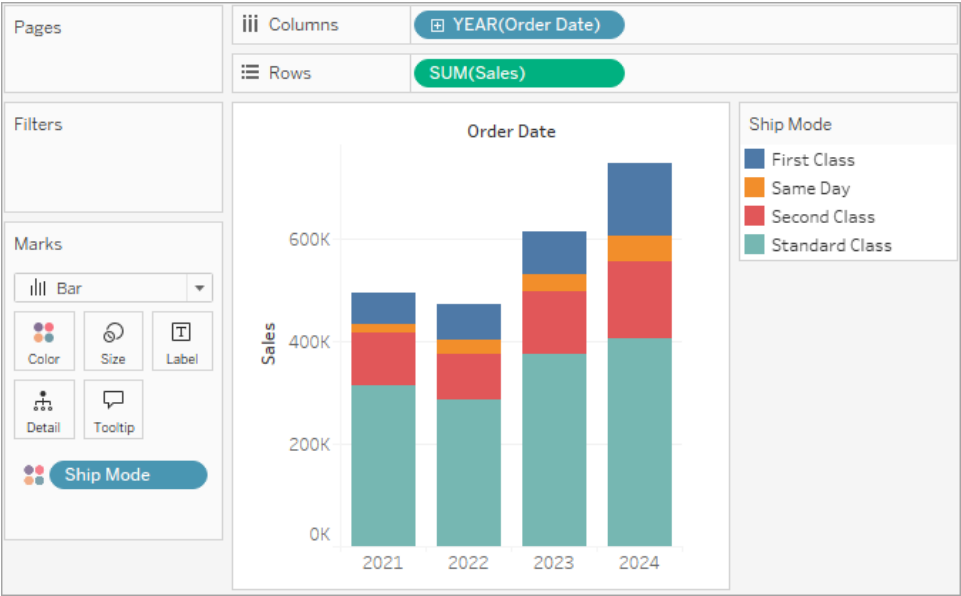 Pages
Columns
YEAR(Order Date)
Rows
SUM(Sales)
Filters
Marks
Bar
Color
Size
Label
Detail
Tooltip
Ship Mode
Order Date
Sales
600K
400K
200K
0K
2021 2022 2023 2024
Ship Mode
First Class
Same Day
Second Class
Standard Class